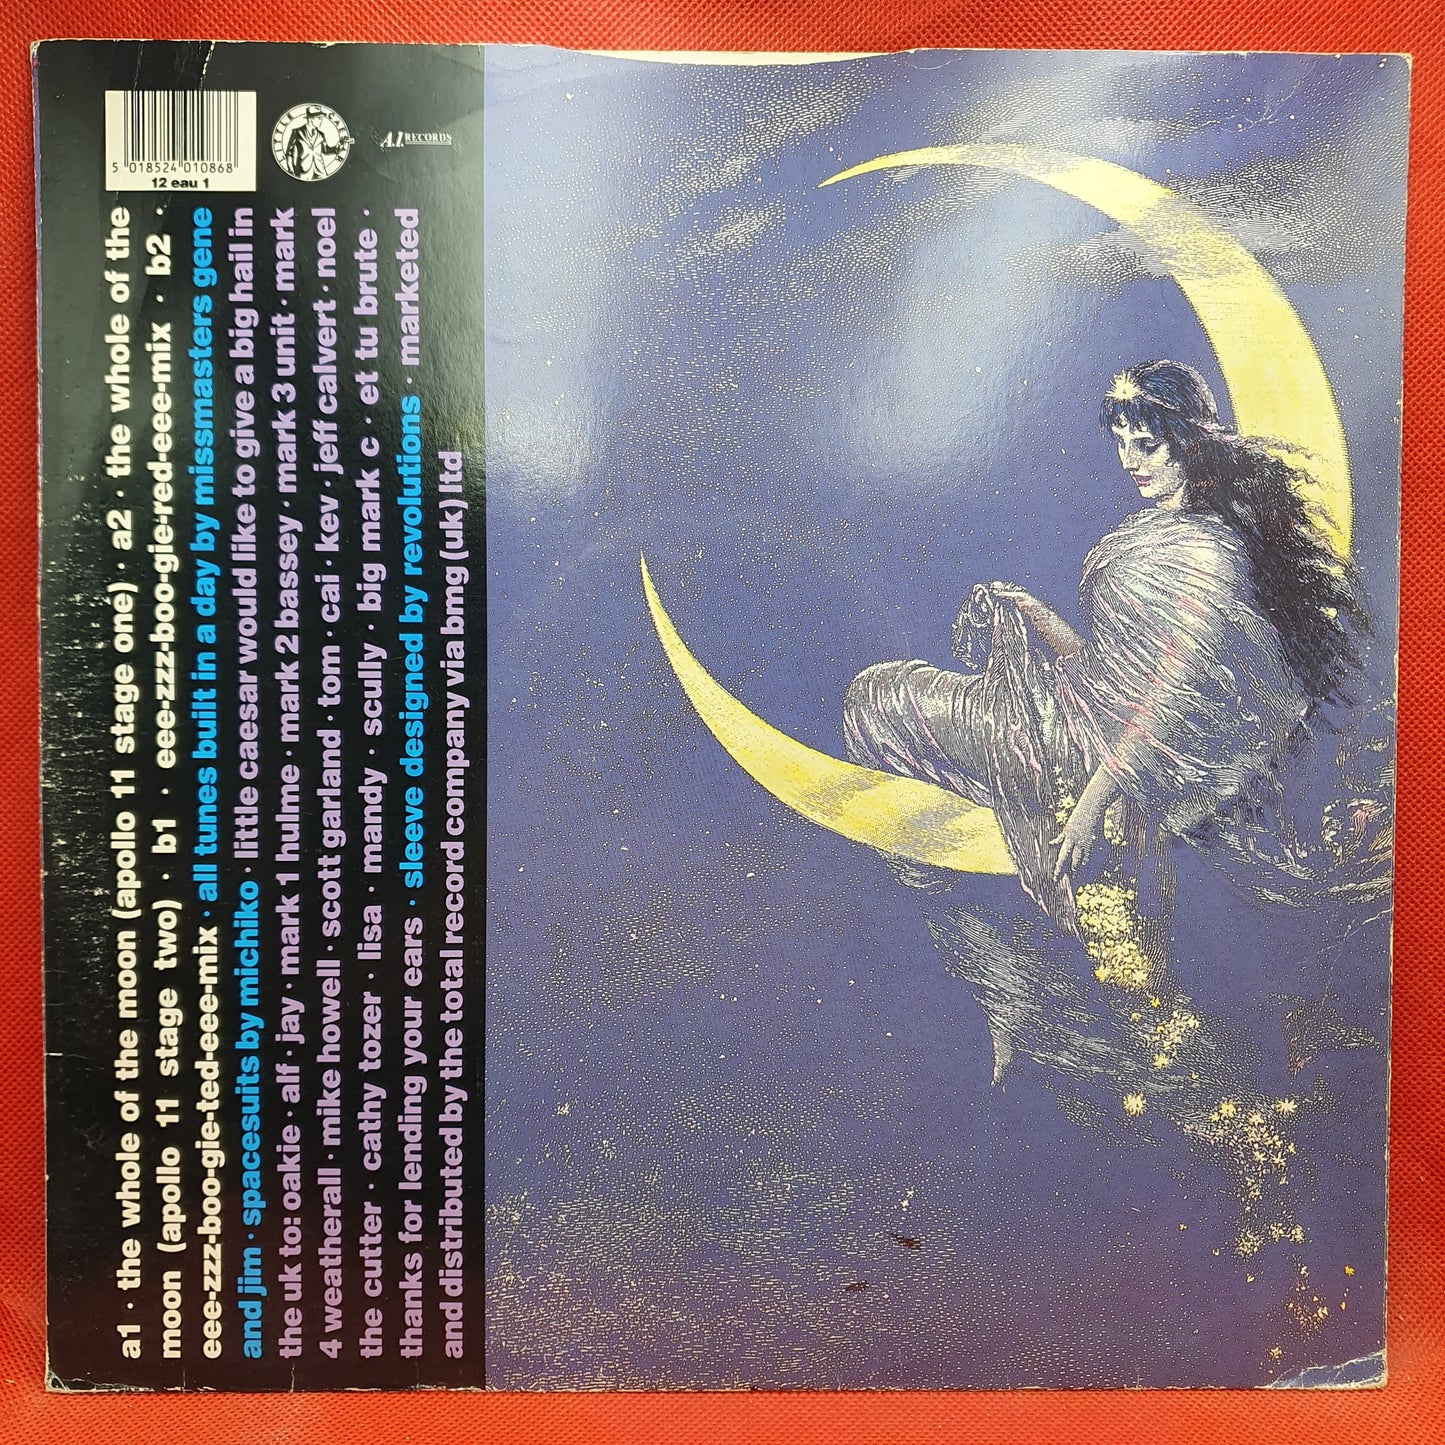 5 018524 010868
12 eau 1
LITTLE CAESAR
A.I. RECORDS
a1 · the whole of the moon (apollo 11 stage one) · a2 · the whole of the
moon (apollo 11 stage two) · b1 · eee-zzz-boo-gie-red-eee-mix · b2 ·
eee-zzz-boo-gie-ted-eee-mix · all tunes built in a day by missmasters gene
and jim · spacesuits by michiko · little caesar would like to give a big hail in
the uk to: oakie · alf · jay · mark 1 hulme · mark 2 bassey · mark 3 unit · mark
4 weatherall · mike howell · scott garland · tom · cai · kev · jeff calvert · noel
the cutter · cathy tozer · lisa · mandy · scully · big mark c · et tu brute ·
thanks for lending your ears · sleeve designed by revolutions · marketed
and distributed by the total record company via bmg (uk) ltd